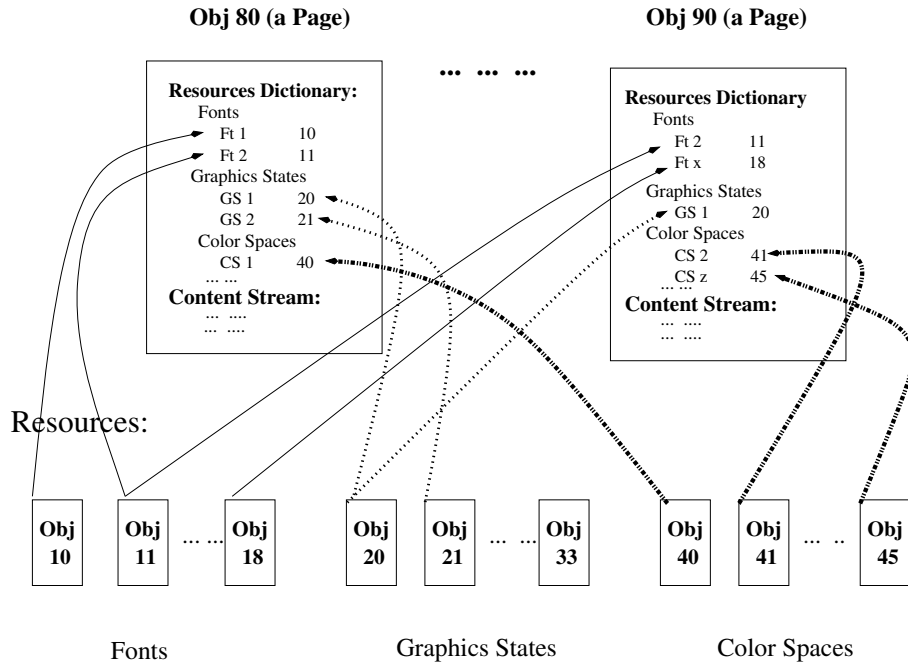 Obj 80 (a Page)
Obj 90 (a Page)
... ... ...
Resources Dictionary:
Fonts
Ft 1 10
Ft 2 11
Graphics States
GS 1 20
GS 2 21
Color Spaces
CS 1 40
... ...
Content Stream:
... ....
... ....
Resources Dictionary
Fonts
Ft 2 11
Ft x 18
Graphics States
GS 1 20
Color Spaces
CS 2 41
CS z 45
... ...
Content Stream:
... ....
... ....
Resources:
Obj
10
Obj
11
... ...
Obj
18
Obj
20
Obj
21
... ...
Obj
33
Obj
40
Obj
41
... ..
Obj
45
Fonts
Graphics States
Color Spaces